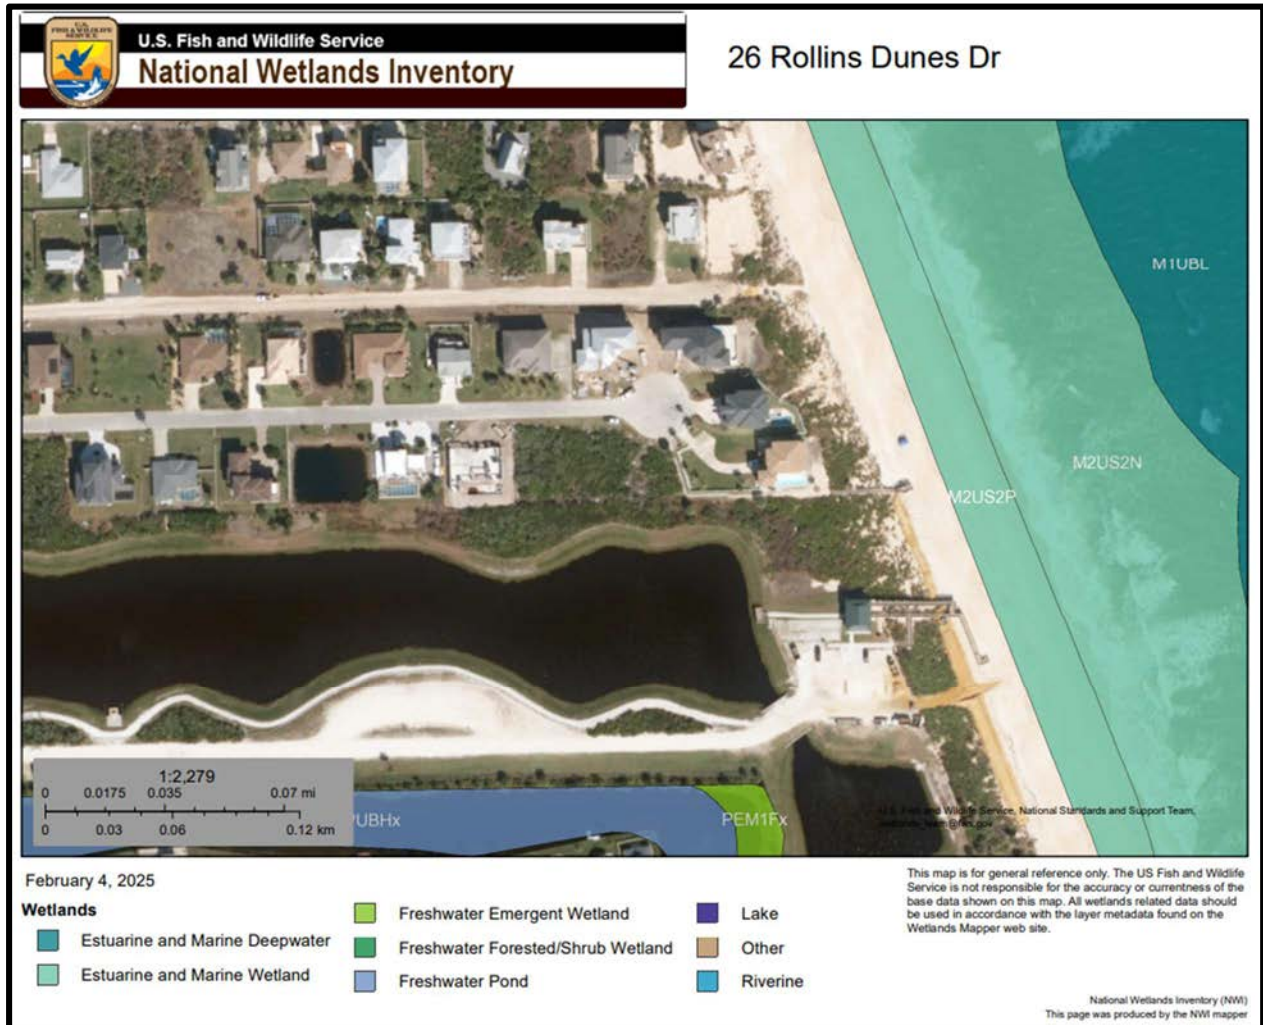 U.S.
FISH & WILDLIFE
SERVICE
U.S. Fish and Wildlife Service
National Wetlands Inventory
26 Rollins Dunes Dr
M1UBL
M2US2N
M2US2P
1:2,279
0 0.0175 0.035 0.07 mi
0 0.03 0.06 0.12 km
PUBHx
PEM1Fx
U.S. Fish and Wildlife Service, National Standards and Support Team,
wetlands_team@fws.gov
February 4, 2025
This map is for general reference only. The US Fish and Wildlife
Service is not responsible for the accuracy or currentness of the
base data shown on this map. All wetlands related data should
be used in accordance with the layer metadata found on the
Wetlands Mapper web site.
Wetlands
Estuarine and Marine Deepwater
Estuarine and Marine Wetland
Freshwater Emergent Wetland
Freshwater Forested/Shrub Wetland
Freshwater Pond
Lake
Other
Riverine
National Wetlands Inventory (NWI)
This page was produced by the NWI mapper